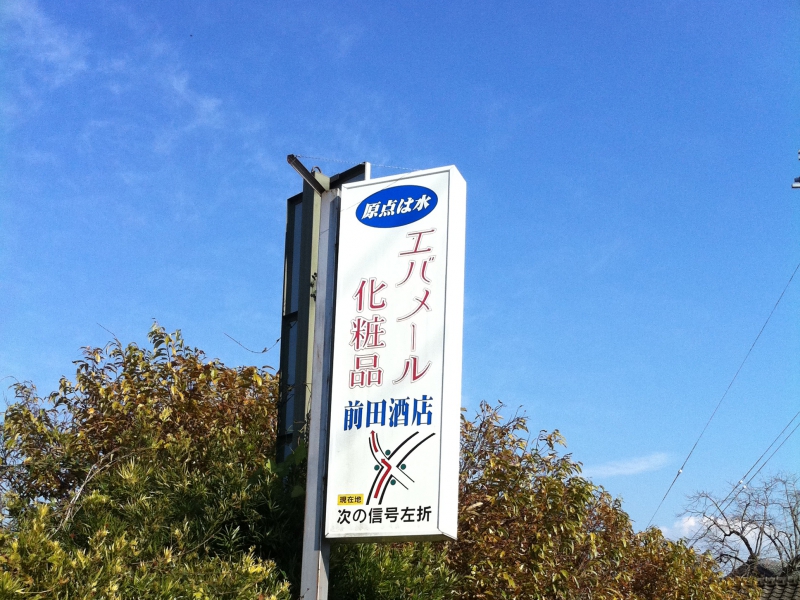 原点は水
エバメール
化粧品
前田酒店
現在地
次の信号左折